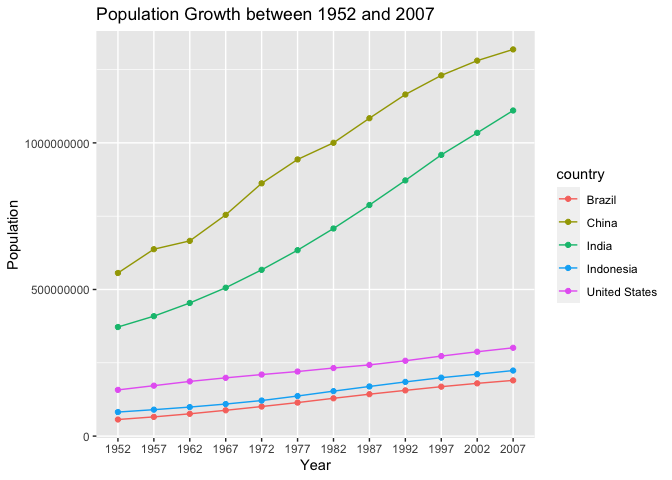 Population Growth between 1952 and 2007
Population
1000000000
500000000
0
1952 1957 1962 1967 1972 1977 1982 1987 1992 1997 2002 2007
Year
country
Brazil
China
India
Indonesia
United States